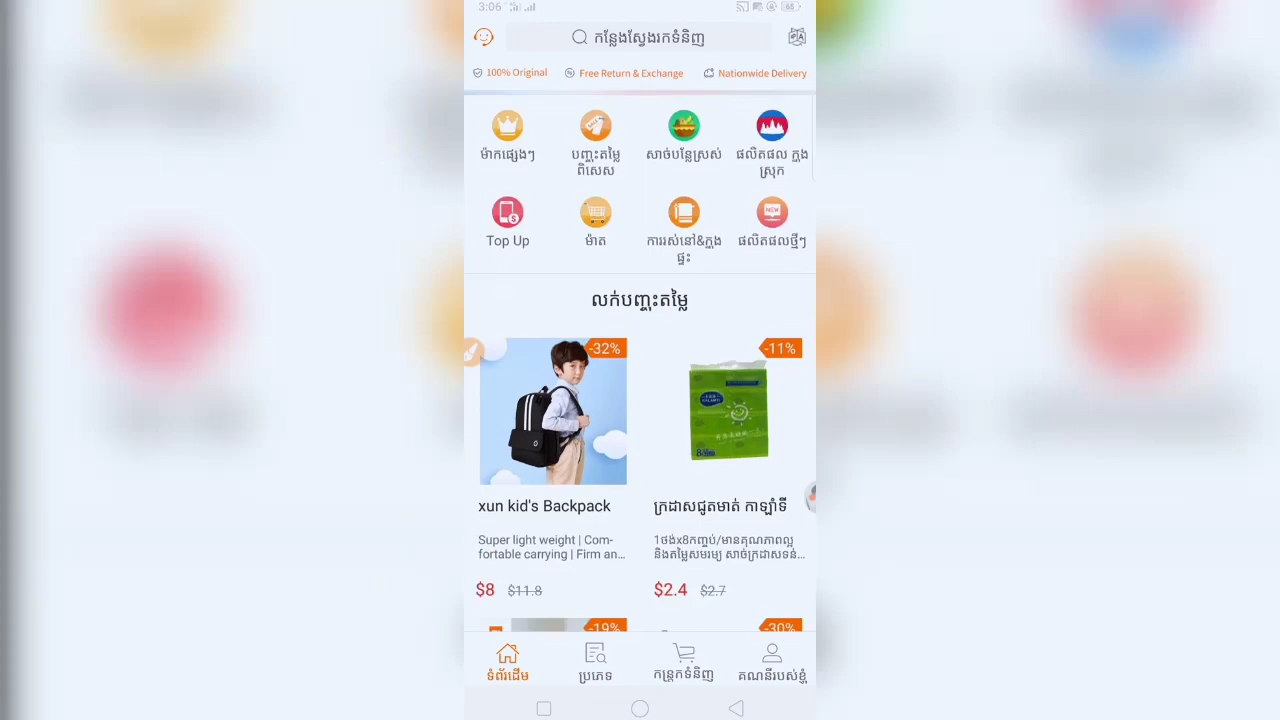 3:06
65
កន្លែងស្វែងរកទំនិញ
100% Original Free Return & Exchange Nationwide Delivery
ម៉ាកផ្សេងៗ
បញ្ចុះតម្លៃ
ពិសេស
សាច់បន្លែស្រស់
ផលិតផល ក្នុង
ស្រុក
Top Up
ម៉ាត
ការរស់នៅ&ក្នុង
ផ្ទះ
NEW
ផលិតផលថ្មីៗ
លក់បញ្ចុះតម្លៃ
-32%
-11%
xun kid's Backpack
Super light weight | Com-
fortable carrying | Firm an...
$8 $11.8
ក្រដាសជូតមាត់ កាឡាំទី
1ថង់x8កញ្ចប់/មានគុណភាពល្អ
និងតម្លៃសមរម្យ សាច់ក្រដាសទន់...
$2.4 $2.7
-19%
-30%
ទំព័រដើម
ប្រភេទ
កន្ត្រកទំនិញ
គណនីរបស់ខ្ញុំ